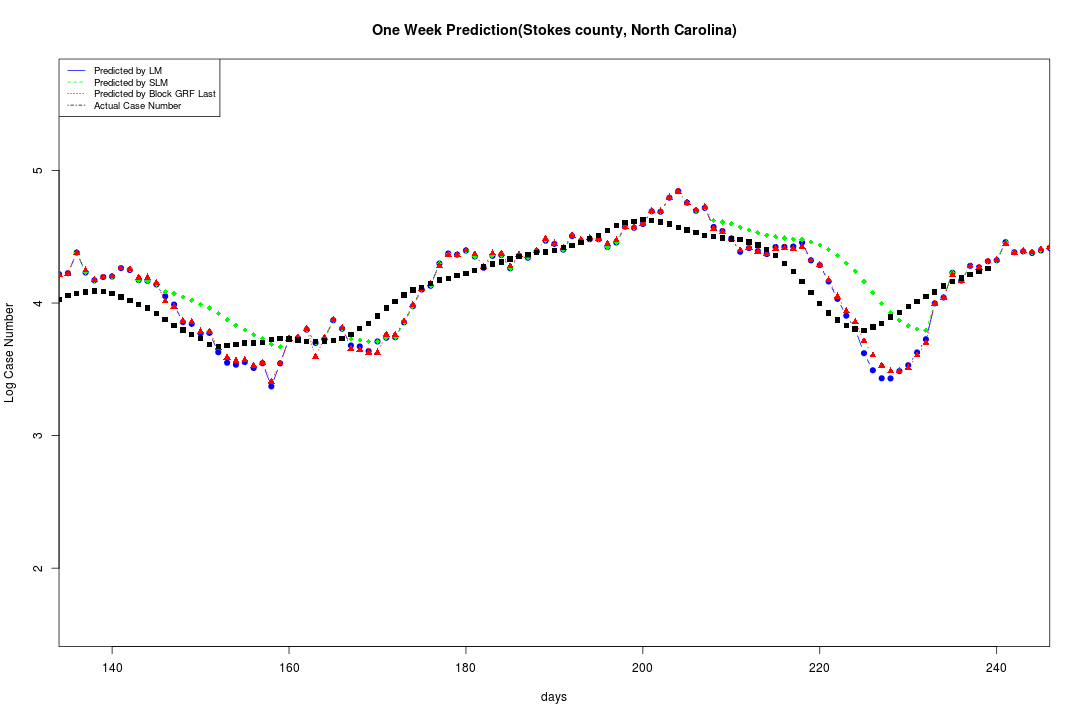 One Week Prediction(Stokes county, North Carolina)
Predicted by LM
Predicted by SLM
Predicted by Block GRF Last
Actual Case Number
Log Case Number
5
4
3
2
140 160 180 200 220 240
days